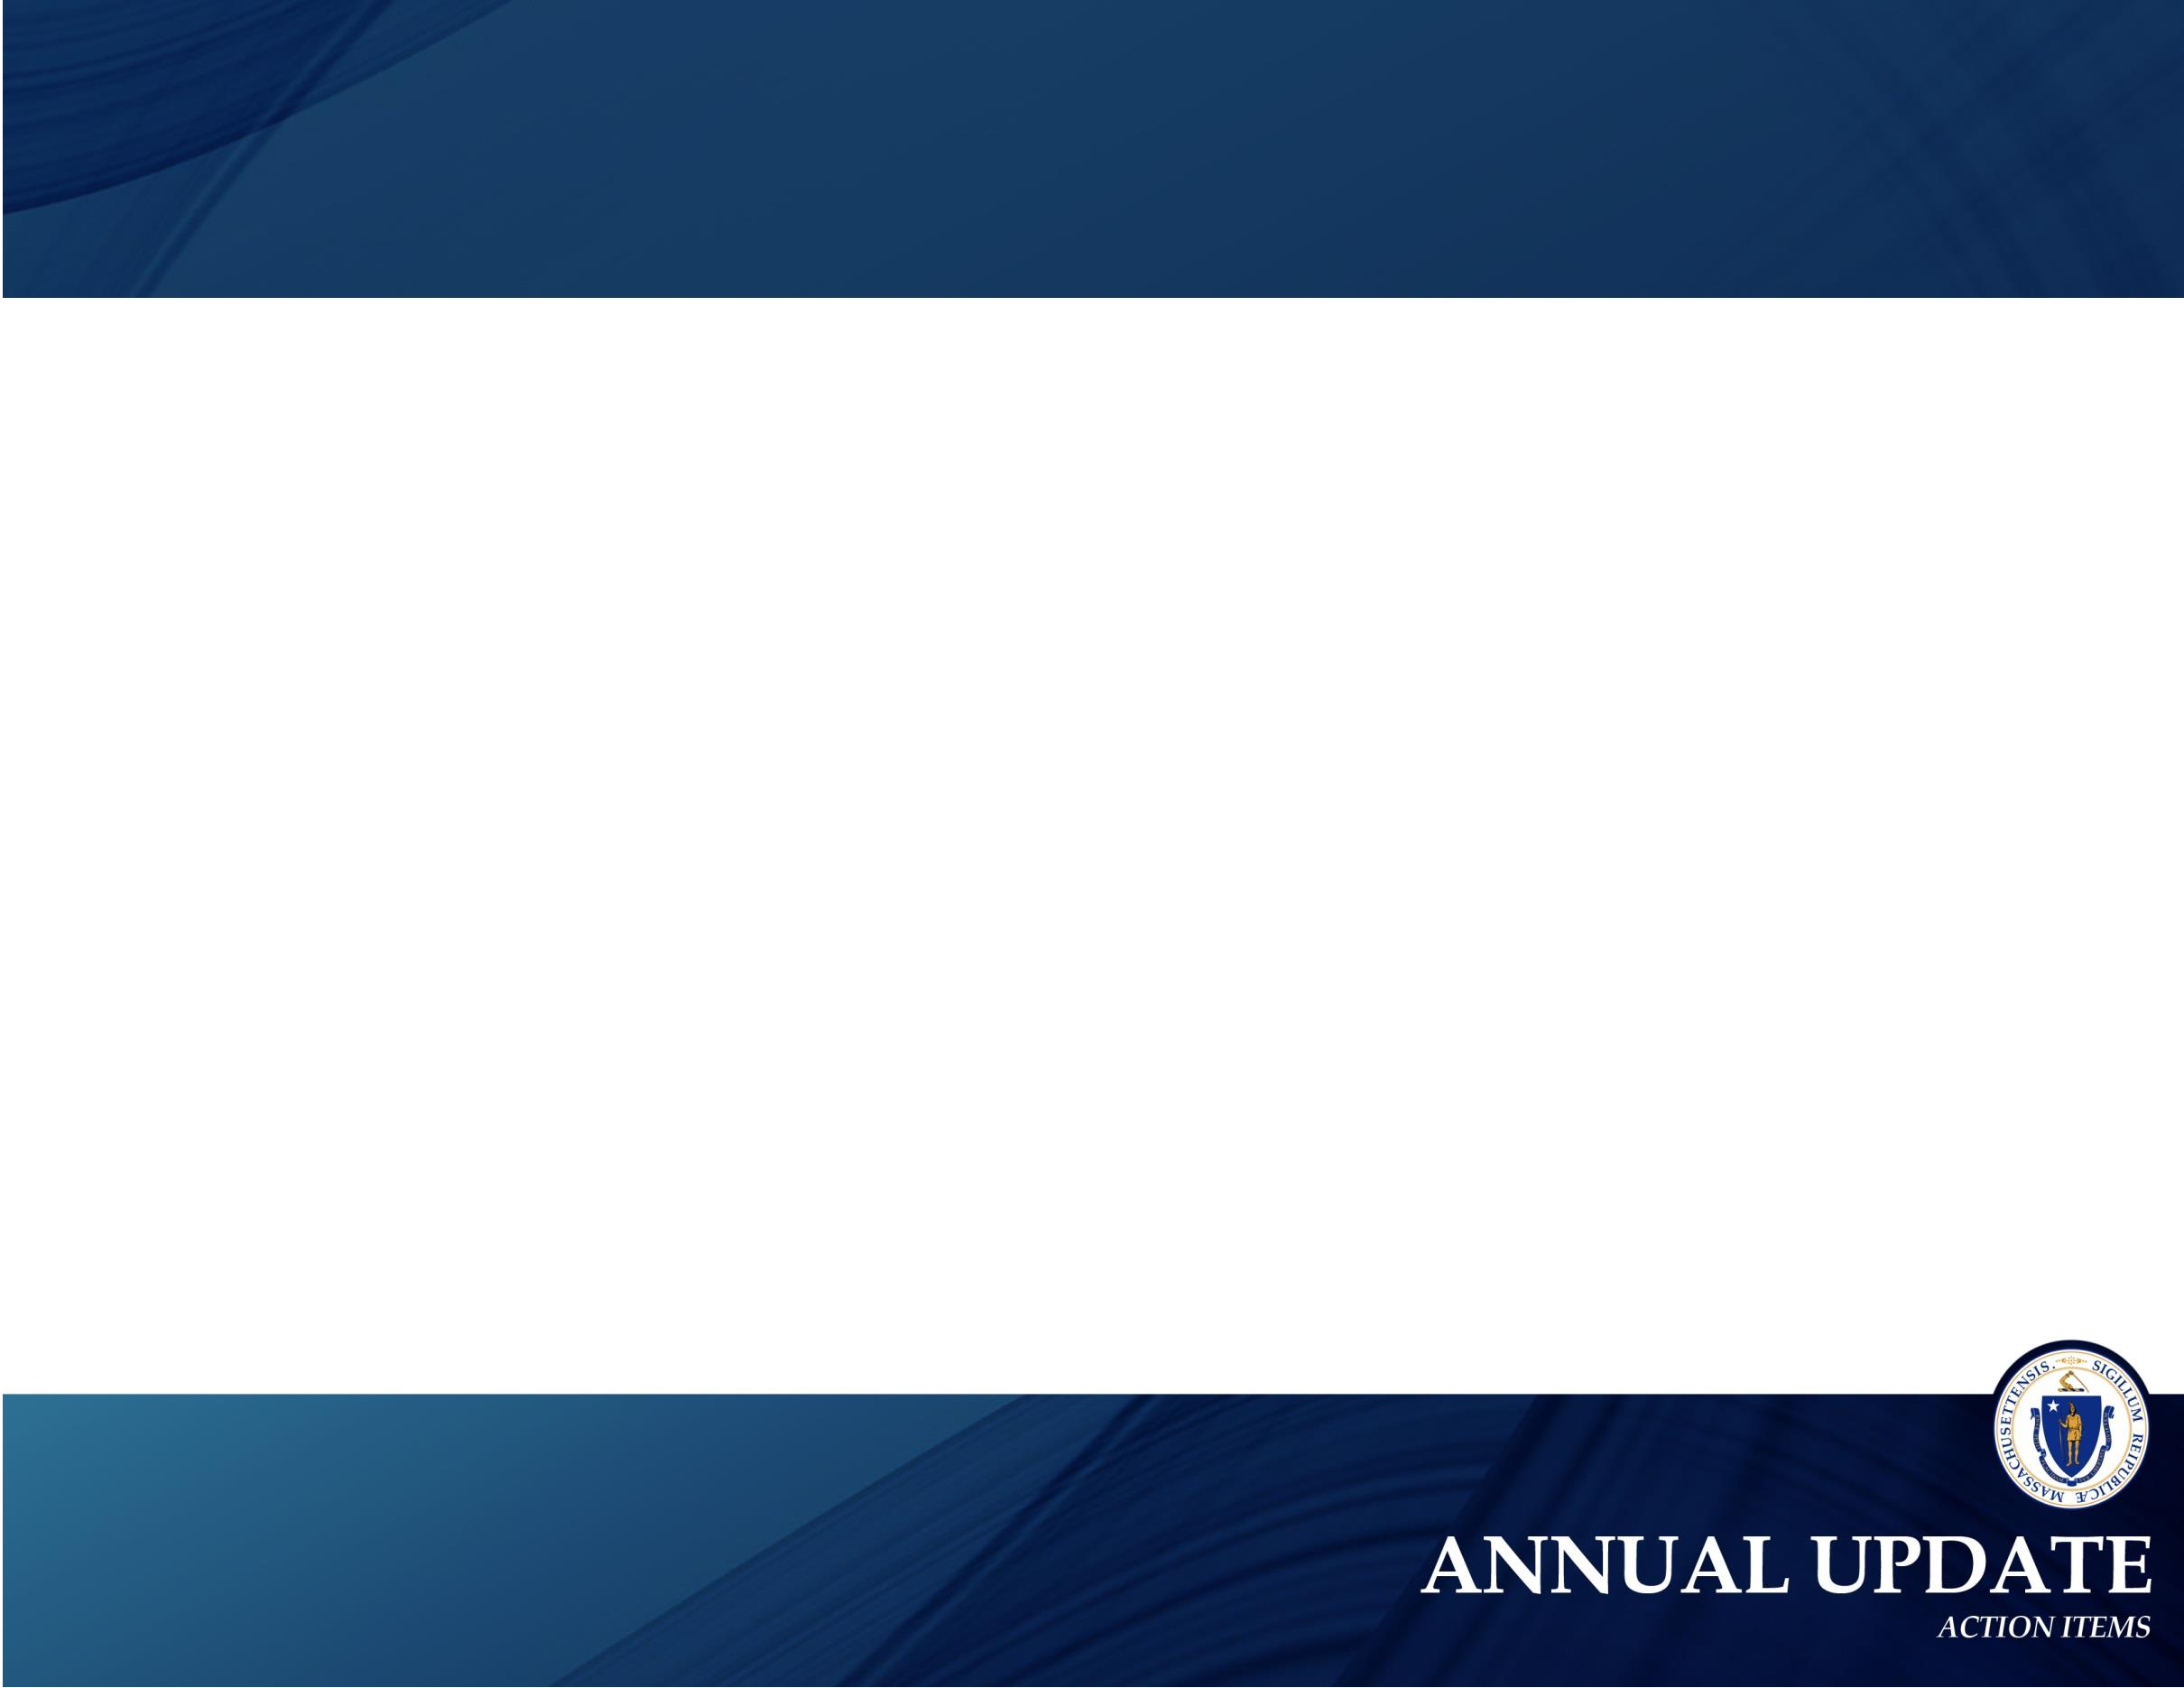 SIGILLUM REIPUBLICÆ MASSACHUSETTENSIS.
ANNUAL UPDATE
ACTION ITEMS